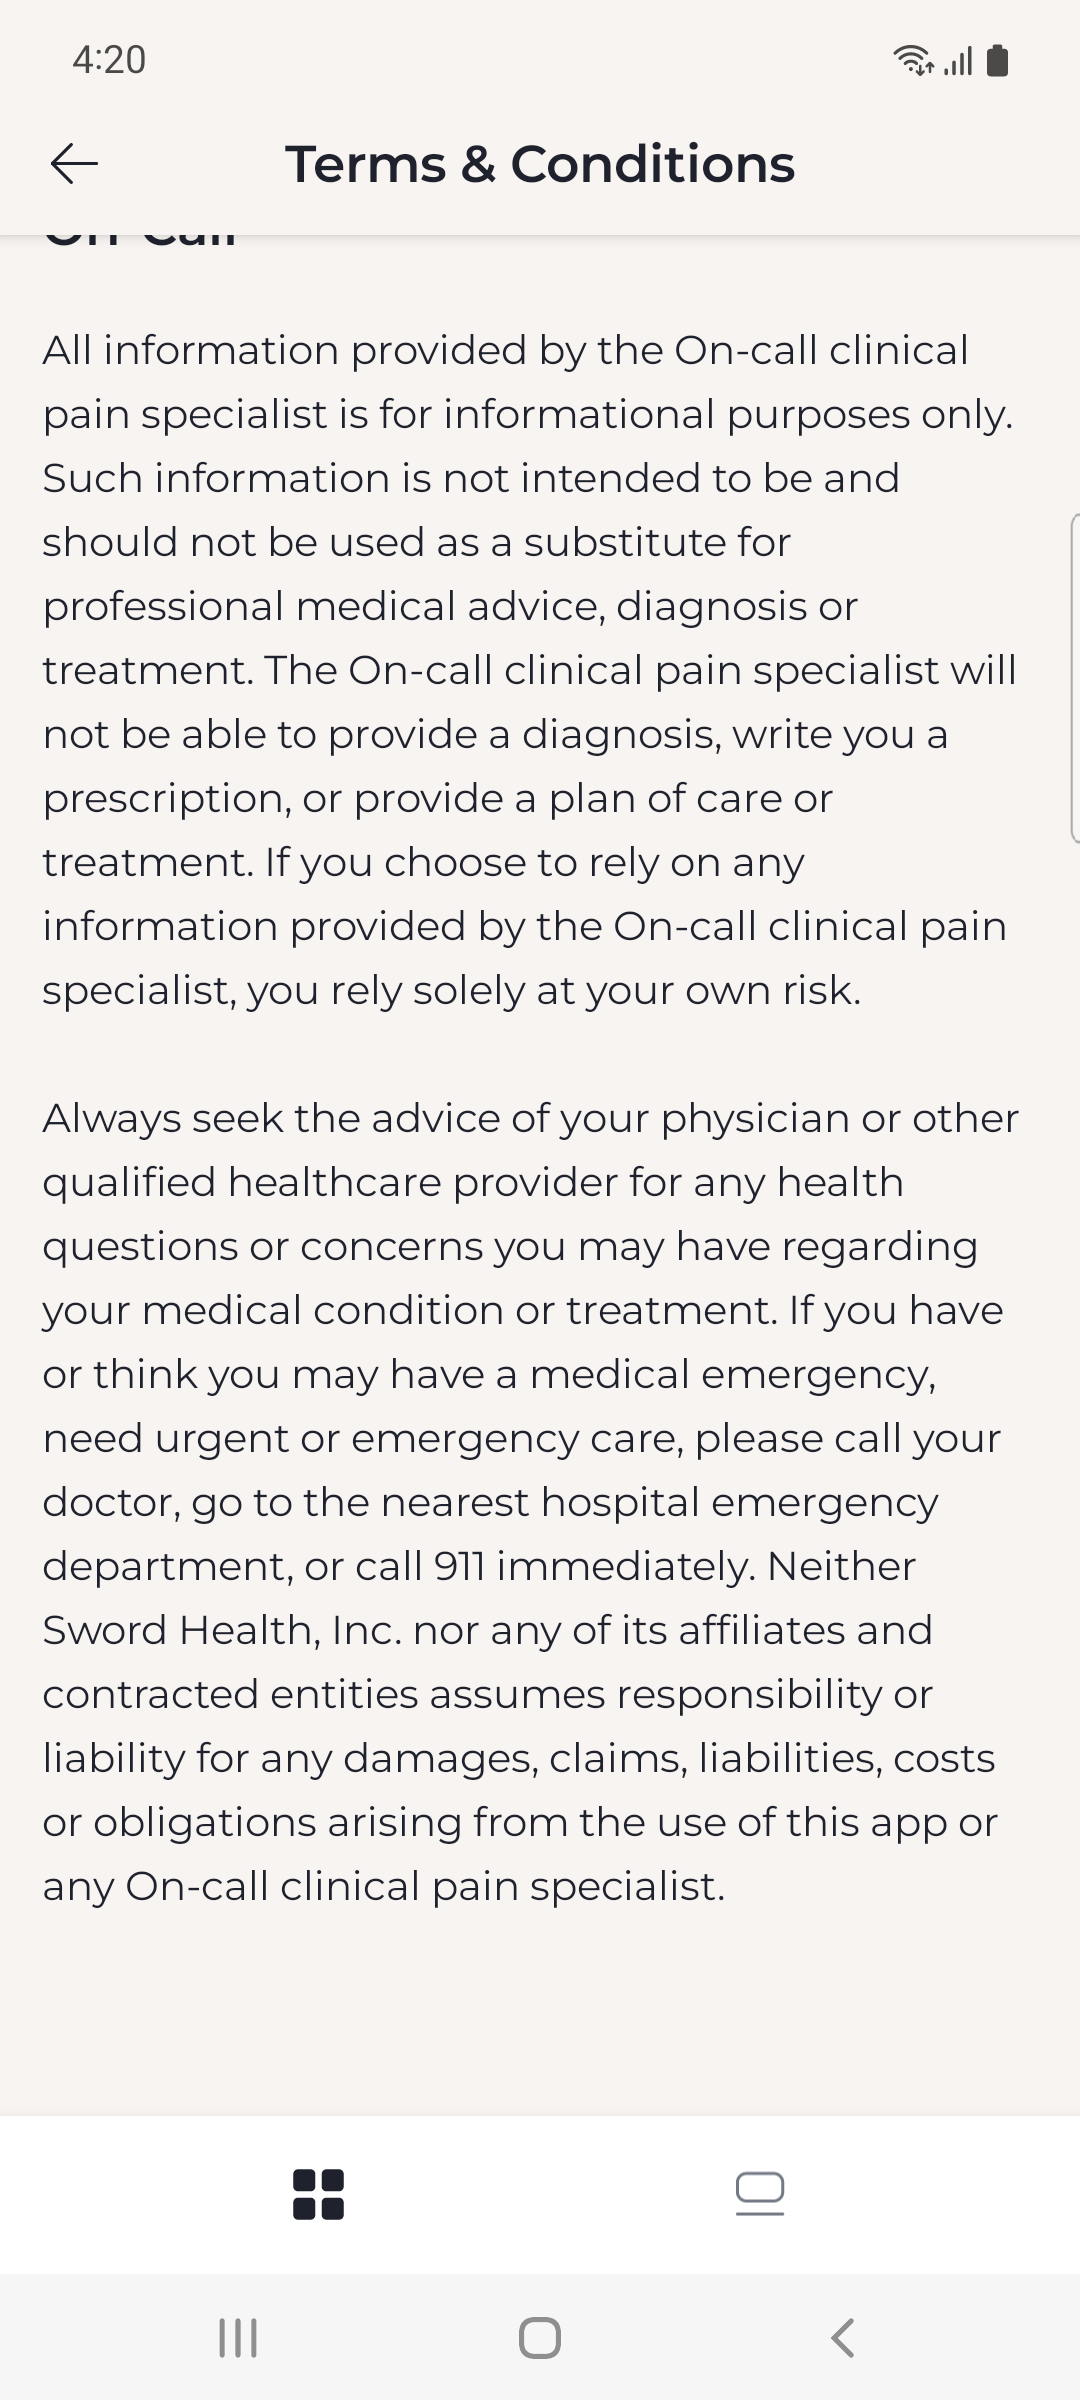 4:20
Terms & Conditions
On-Call
All information provided by the On-call clinical
pain specialist is for informational purposes only.
Such information is not intended to be and
should not be used as a substitute for
professional medical advice, diagnosis or
treatment. The On-call clinical pain specialist will
not be able to provide a diagnosis, write you a
prescription, or provide a plan of care or
treatment. If you choose to rely on any
information provided by the On-call clinical pain
specialist, you rely solely at your own risk.
Always seek the advice of your physician or other
qualified healthcare provider for any health
questions or concerns you may have regarding
your medical condition or treatment. If you have
or think you may have a medical emergency,
need urgent or emergency care, please call your
doctor, go to the nearest hospital emergency
department, or call 911 immediately. Neither
Sword Health, Inc. nor any of its affiliates and
contracted entities assumes responsibility or
liability for any damages, claims, liabilities, costs
or obligations arising from the use of this app or
any On-call clinical pain specialist.